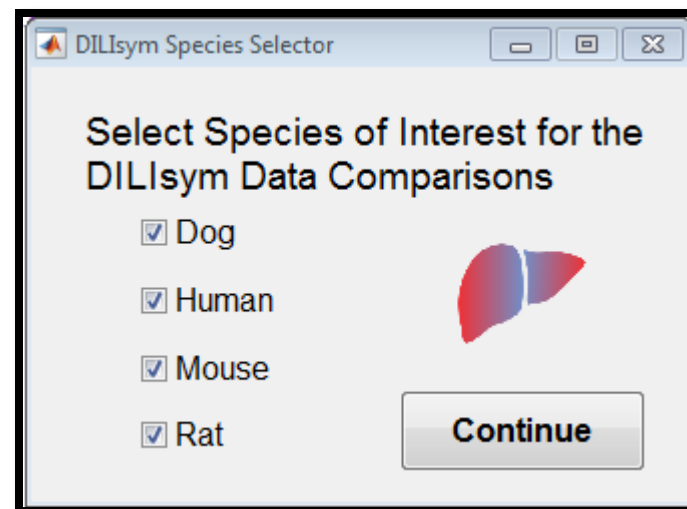 DILIsym Species Selector
Select Species of Interest for the
DILIsym Data Comparisons
Dog
Human
Mouse
Rat
Continue